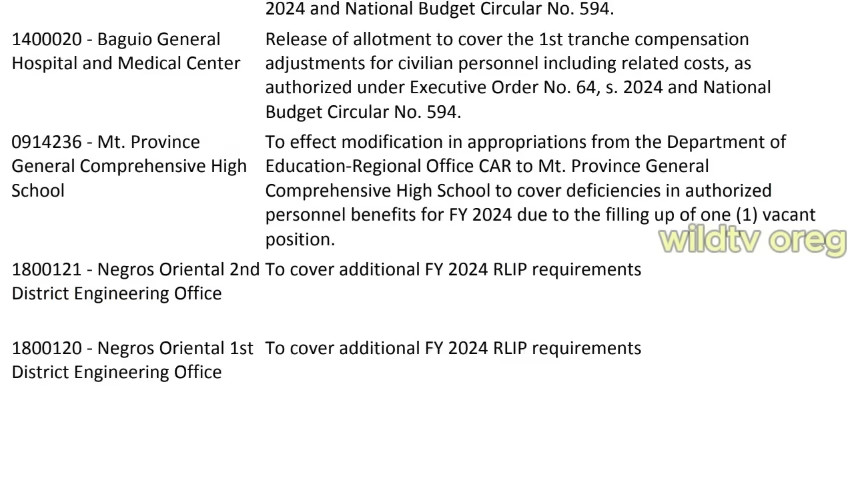 2024 and National Budget Circular No. 594.
1400020 - Baguio General
Hospital and Medical Center
Release of allotment to cover the 1st tranche compensation
adjustments for civilian personnel including related costs, as
authorized under Executive Order No. 64, s. 2024 and National
Budget Circular No. 594.
0914236 - Mt. Province
General Comprehensive High
School
To effect modification in appropriations from the Department of
Education-Regional Office CAR to Mt. Province General
Comprehensive High School to cover deficiencies in authorized
personnel benefits for FY 2024 due to the filling up of one (1) vacant
position.
wildtv oreg
1800121 - Negros Oriental 2nd
District Engineering Office
To cover additional FY 2024 RLIP requirements
1800120 - Negros Oriental 1st
District Engineering Office
To cover additional FY 2024 RLIP requirements